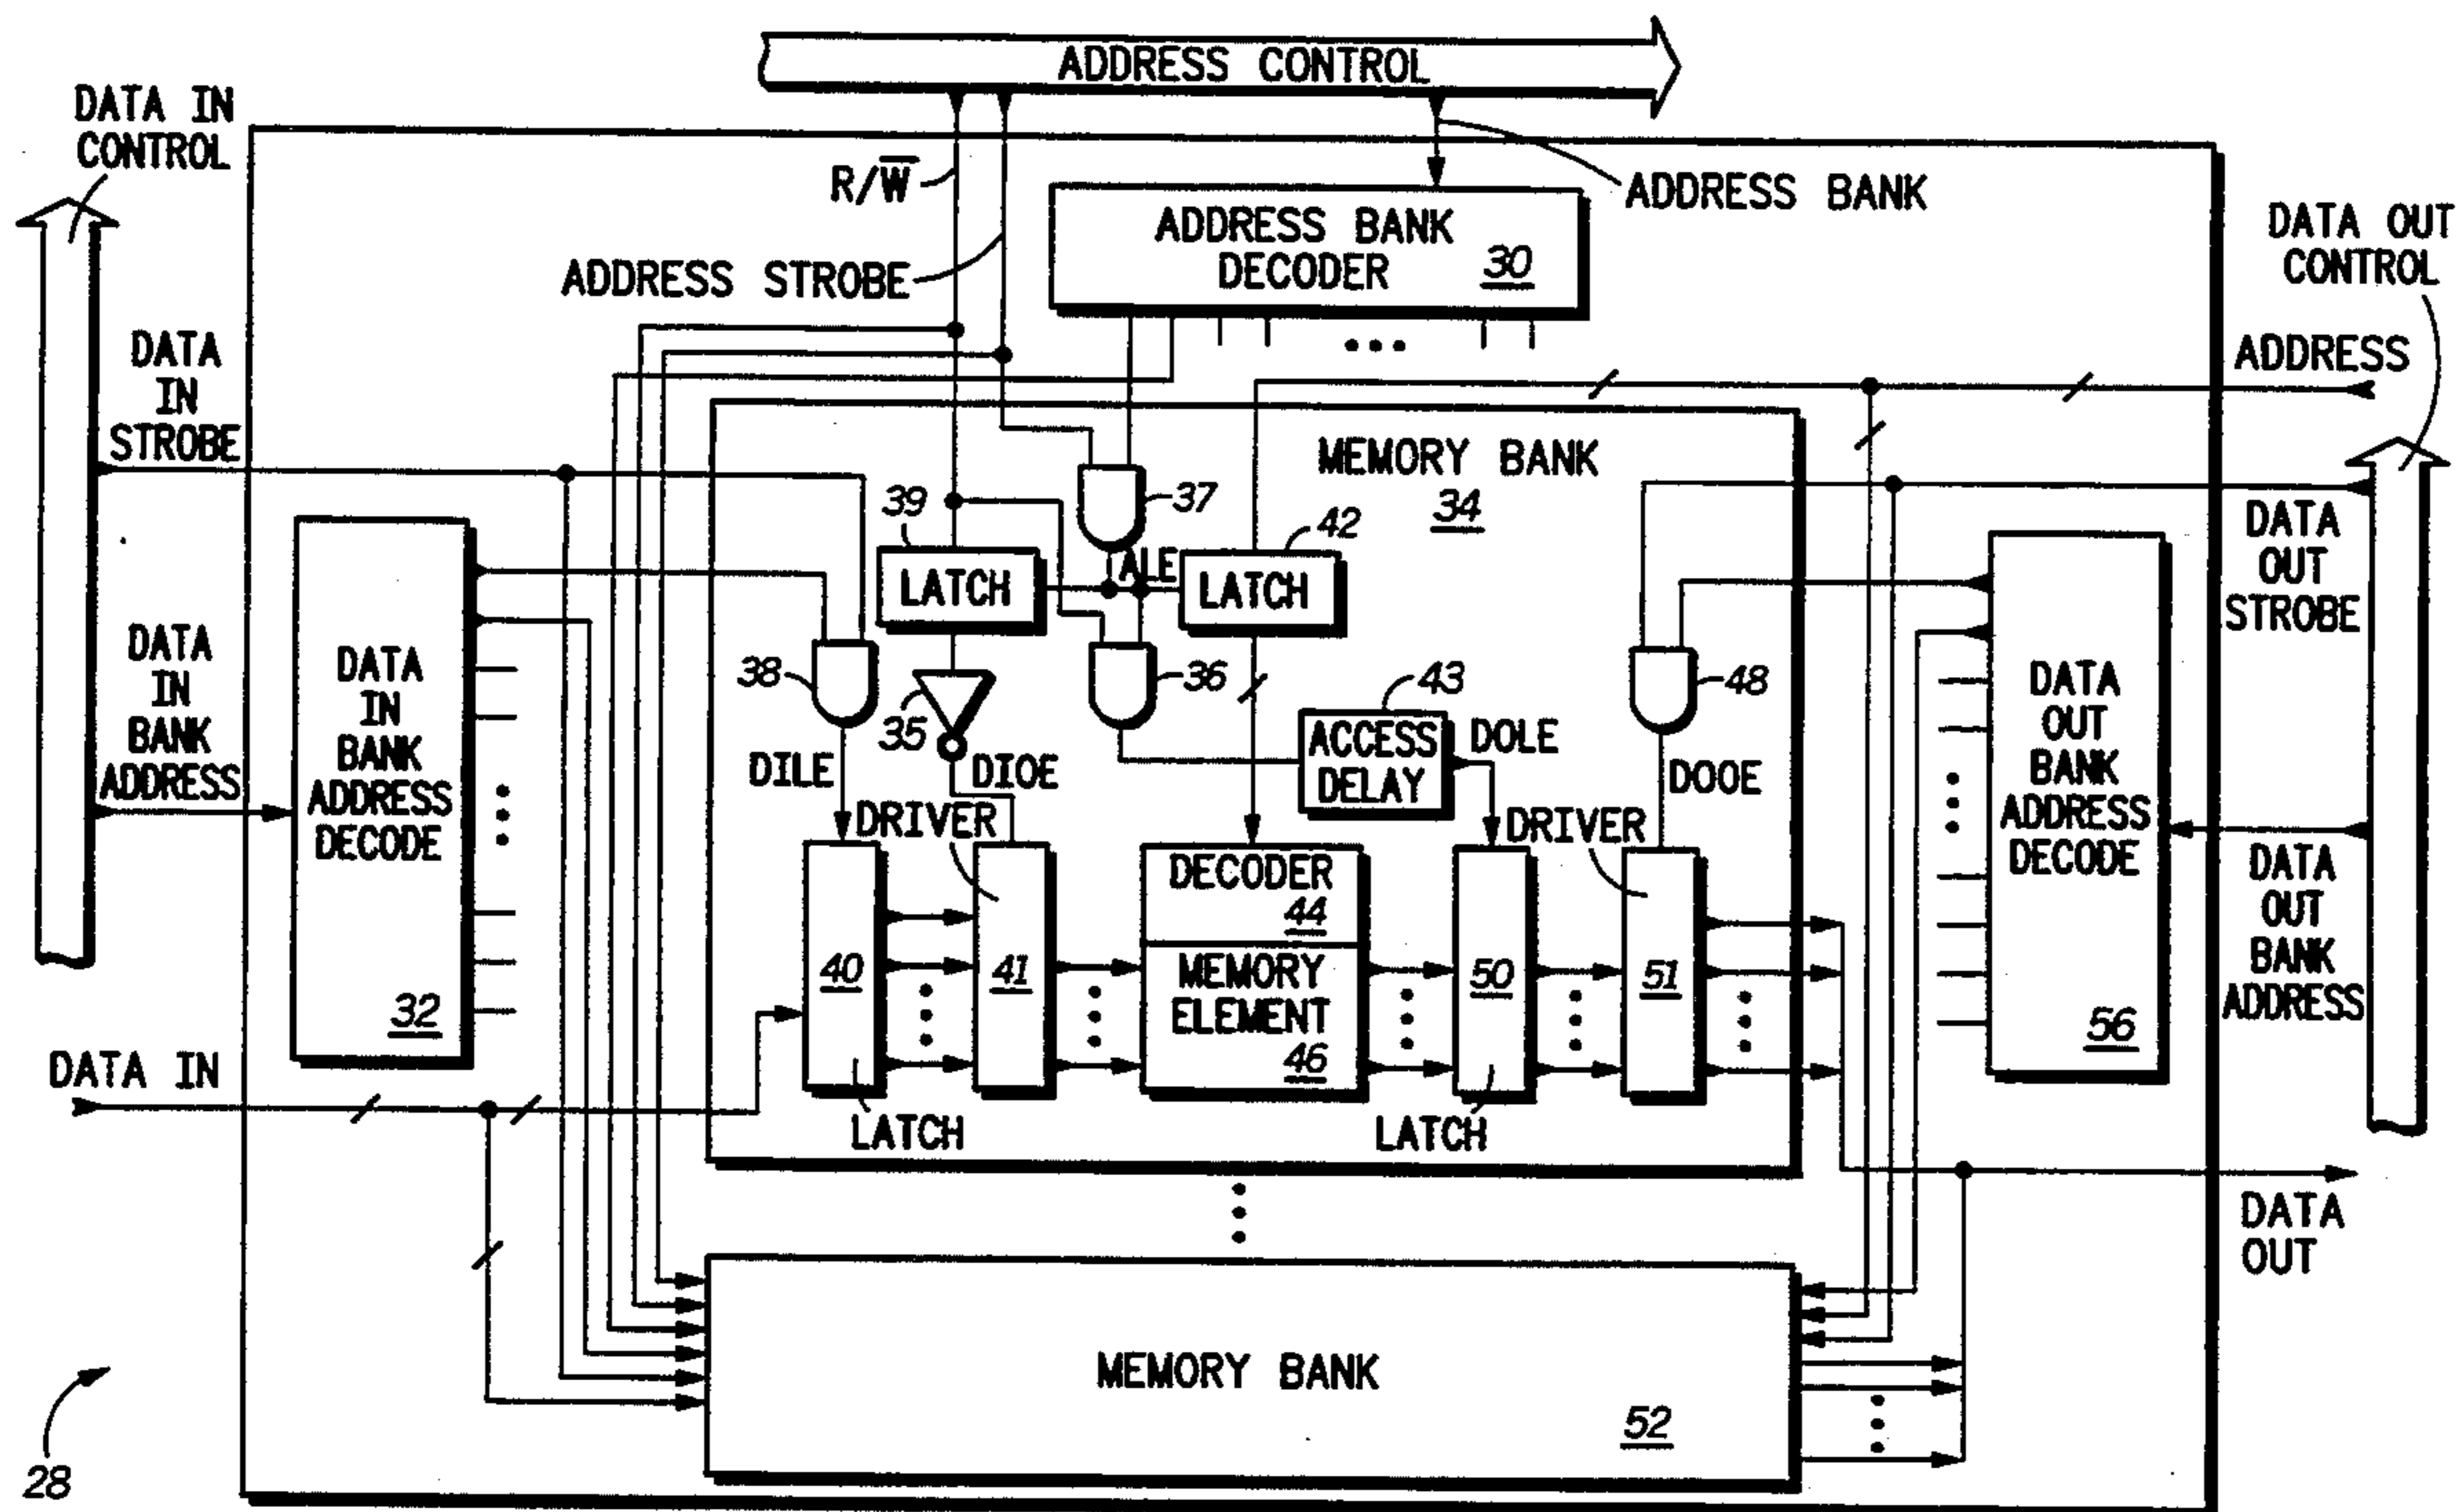 ADDRESS CONTROL
DATA IN
CONTROL
R/W̅
ADDRESS STROBE
ADDRESS BANK
DECODER 30
ADDRESS BANK
DATA OUT
CONTROL
ADDRESS
DATA
IN
STROBE
MEMORY BANK
34
37
39
LATCH
ALE
42
LATCH
DATA
OUT
STROBE
DATA
IN
BANK
ADDRESS
DATA
IN
BANK
ADDRESS
DECODE
32
38
35
36
43
ACCESS
DELAY
48
DILE
DIOE
DOLE
DOOE
DRIVER
DRIVER
DATA
OUT
BANK
ADDRESS
DECODE
56
DATA
OUT
BANK
ADDRESS
40
41
DECODER
44
MEMORY
ELEMENT
46
50
51
LATCH
LATCH
DATA IN
DATA
OUT
MEMORY BANK
52
28